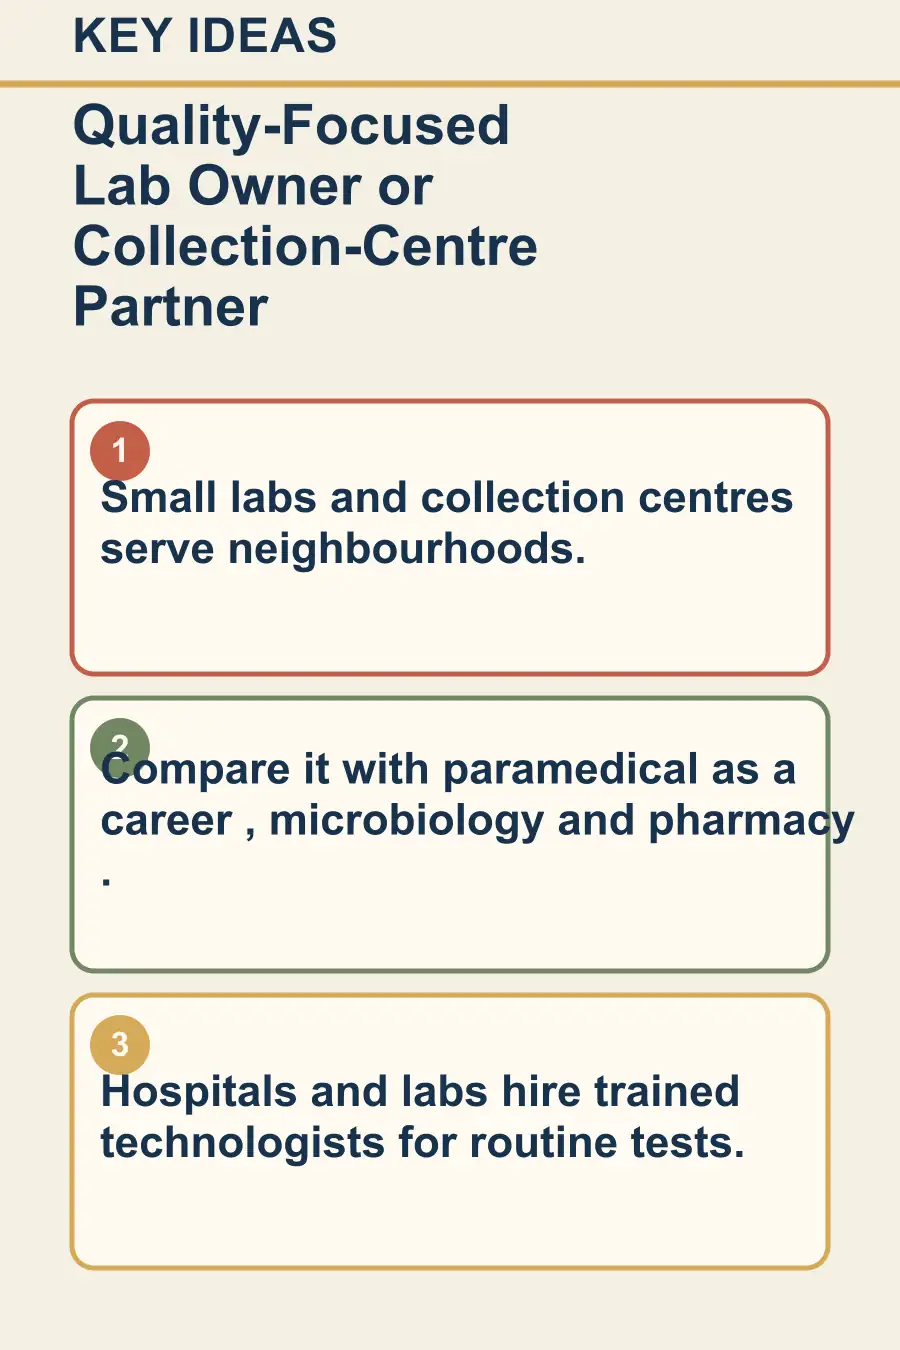 KEY IDEAS
Quality-Focused
Lab Owner or
Collection-Centre
Partner
1
Small labs and collection centres
serve neighbourhoods.
2
Compare it with paramedical as a
career , microbiology and pharmacy
.
3
Hospitals and labs hire trained
technologists for routine tests.